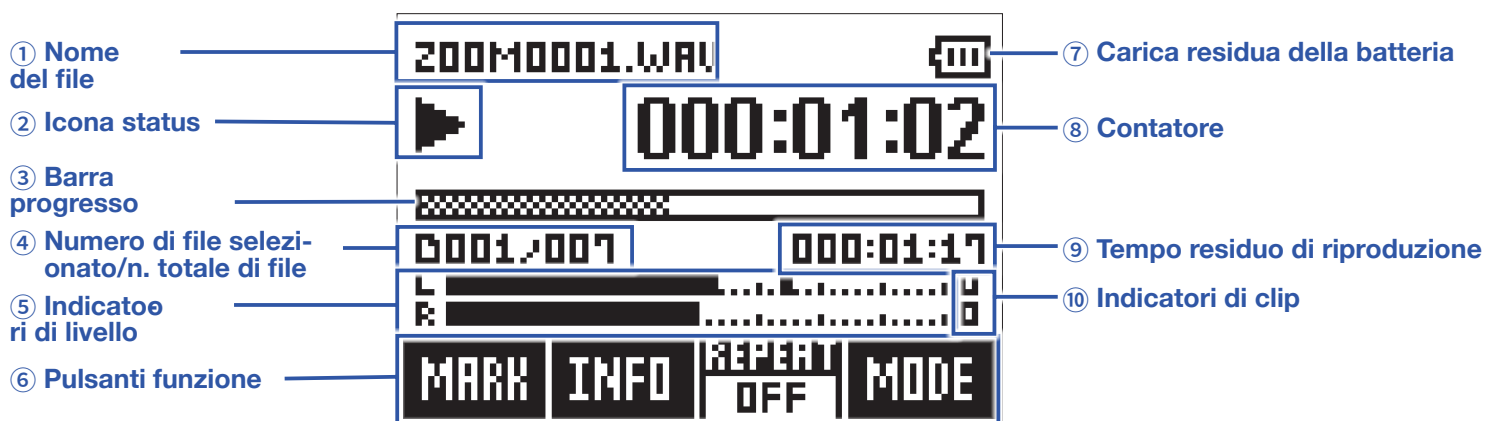 ① Nome
del file
② Icona status
③ Barra
progresso
④ Numero di file selezi-
onato/n. totale di file
⑤ Indicatoɘ
ri di livello
⑥ Pulsanti funzione
ZOOM0001.WAV
000:01:02
001/007
000:01:17
L
R
MARK
INFO
REPEAT
OFF
MODE
⑦ Carica residua della batteria
⑧ Contatore
⑨ Tempo residuo di riproduzione
⑩ Indicatori di clip